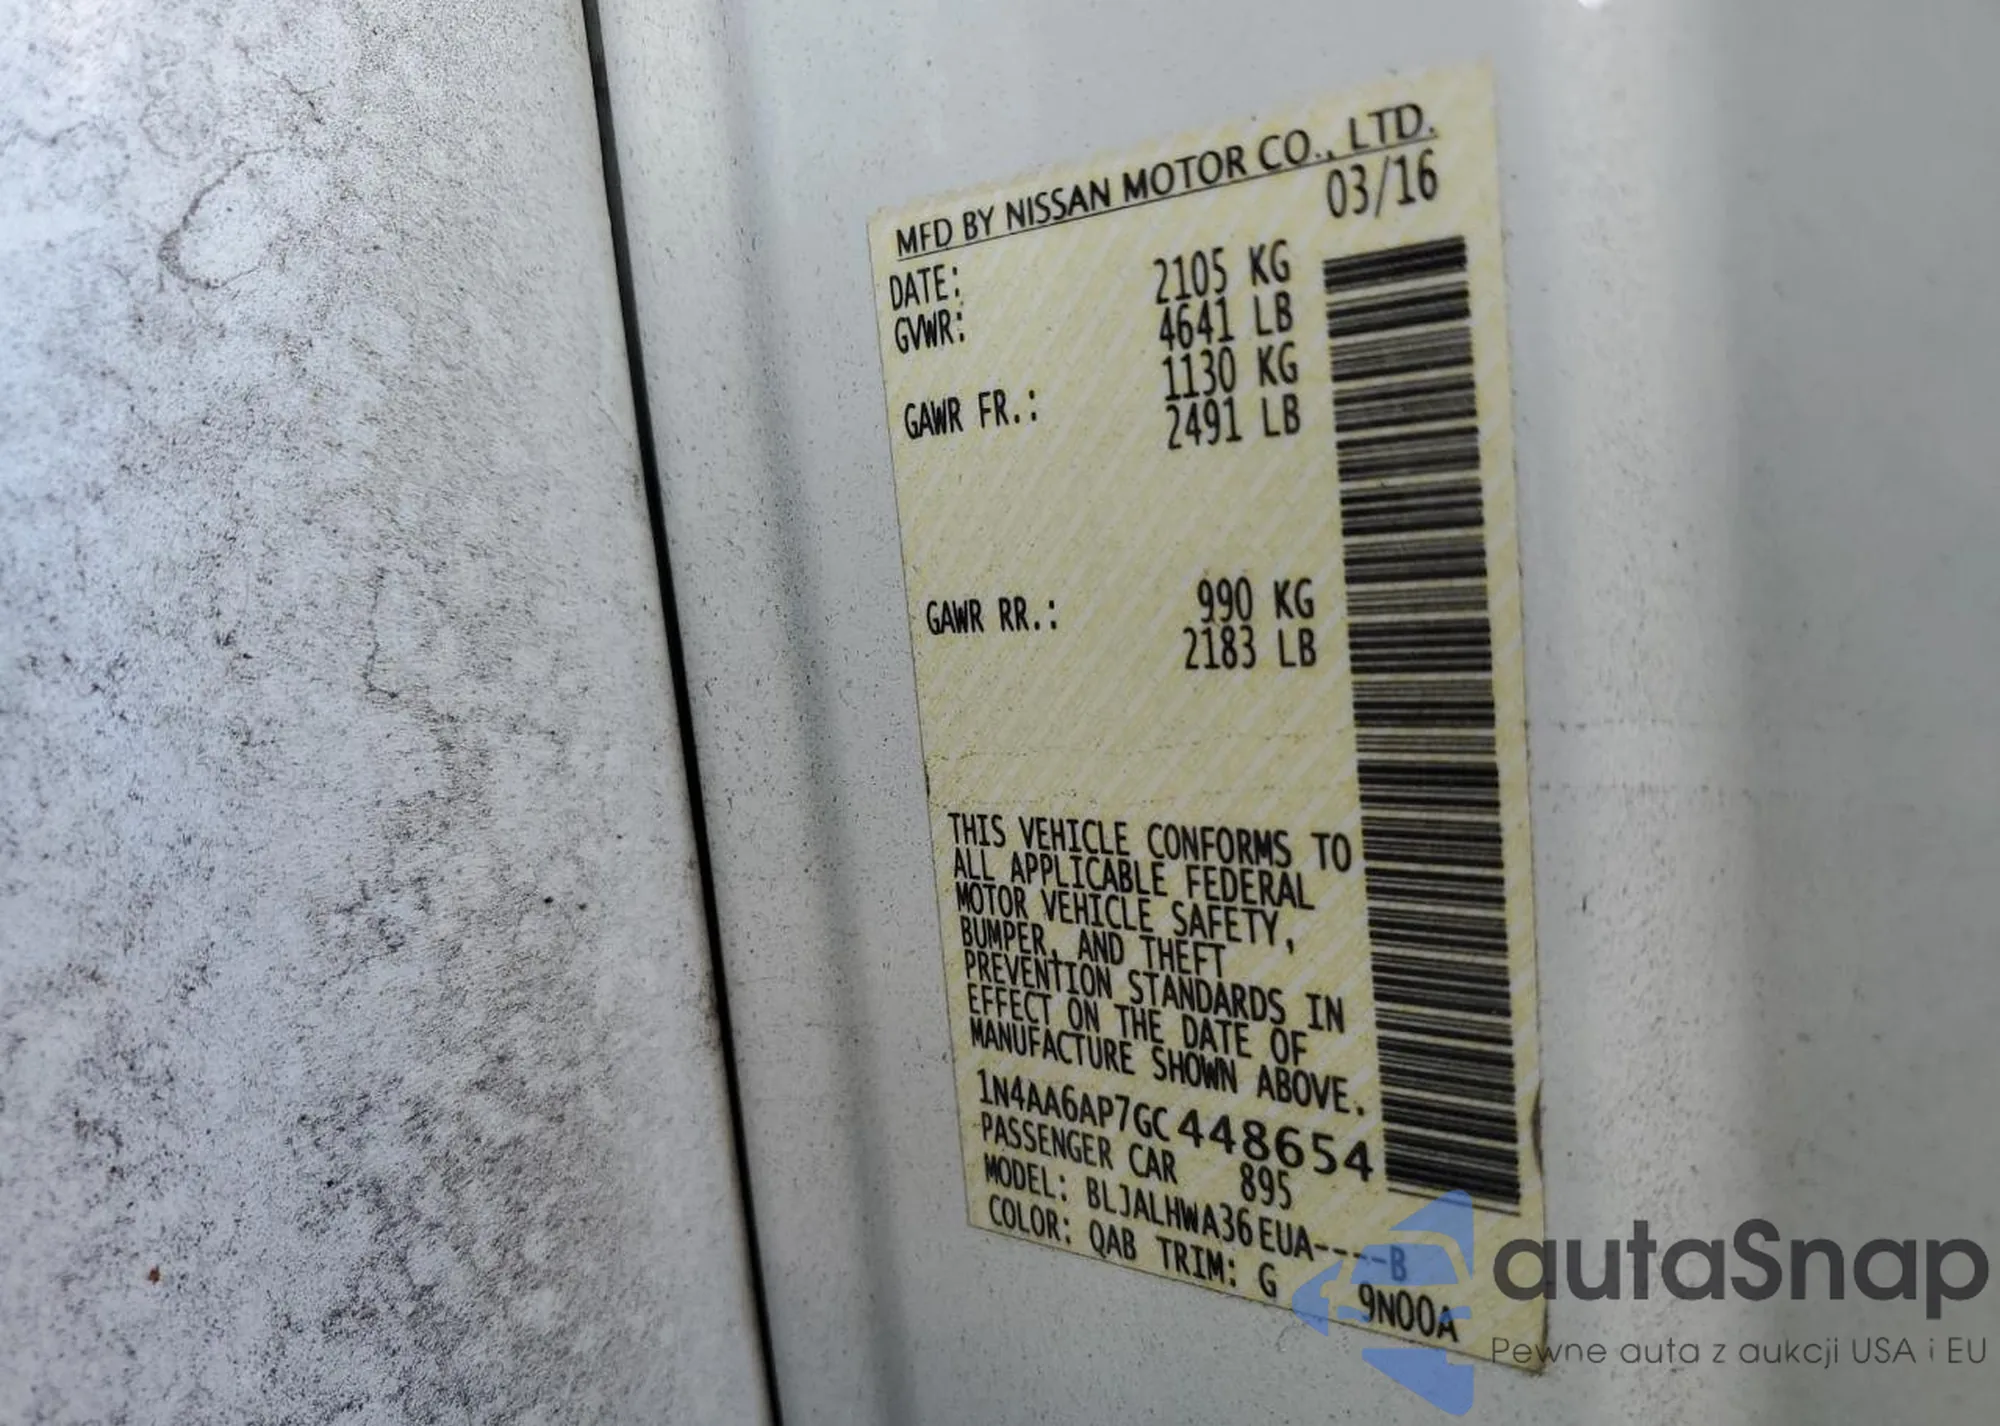 MFD BY NISSAN MOTOR CO., LTD.
DATE: 03/16
GVWR: 2105 KG
4641 LB
GAWR FR.: 1130 KG
2491 LB
GAWR RR.: 990 KG
2183 LB
THIS VEHICLE CONFORMS TO
ALL APPLICABLE FEDERAL
MOTOR VEHICLE SAFETY,
BUMPER, AND THEFT
PREVENTION STANDARDS IN
EFFECT ON THE DATE OF
MANUFACTURE SHOWN ABOVE.
1N4AA6AP7GC448654
PASSENGER CAR 895
MODEL: BLJALHWA36EUA----B
COLOR: QAB TRIM: G 9N00A
autaSnap
Pewne auta z aukcji USA i EU